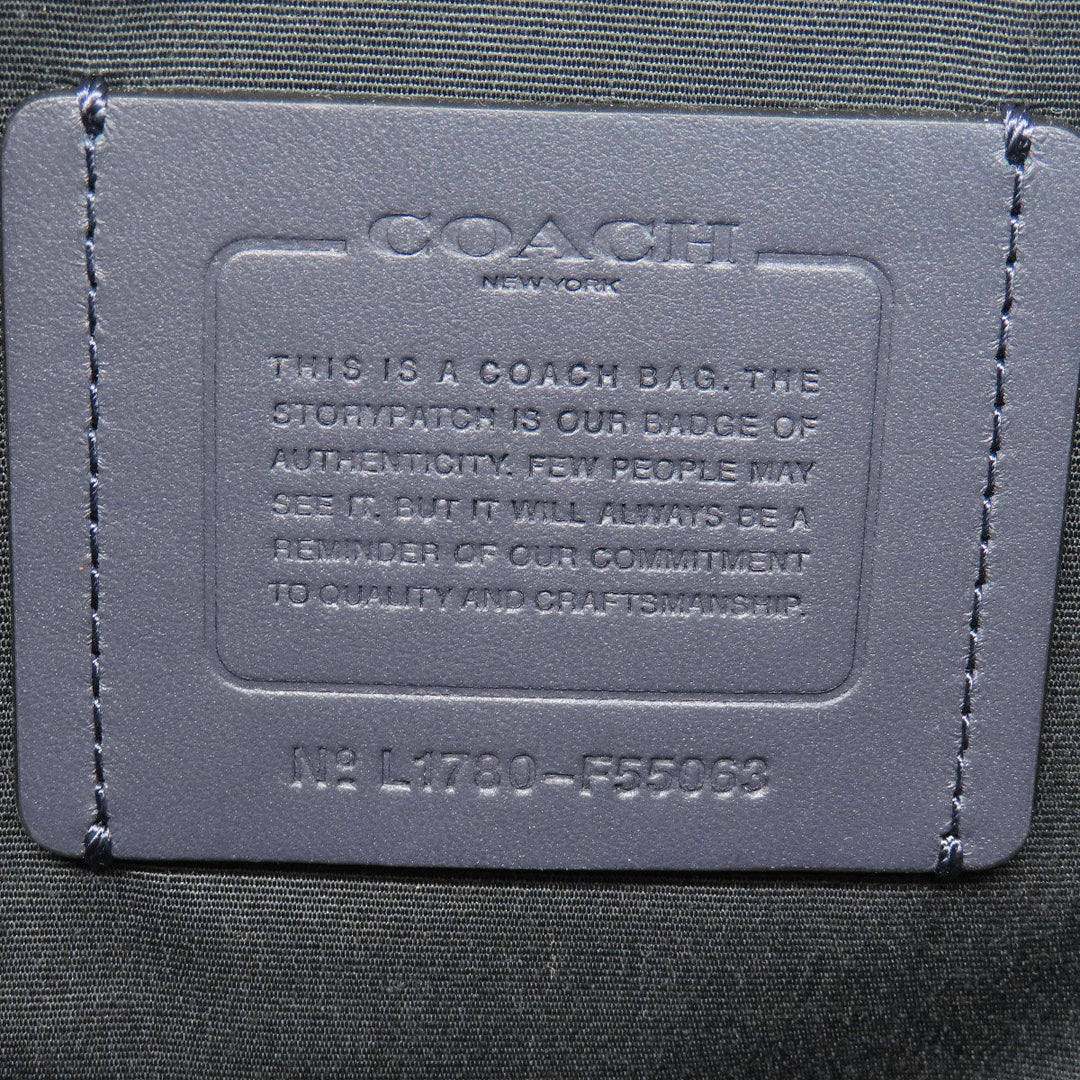 COACH
NEW YORK
THIS IS A COACH BAG. THE
STORYPATCH IS OUR BADGE OF
AUTHENTICITY. FEW PEOPLE MAY
SEE IT, BUT IT WILL ALWAYS BE A
REMINDER OF OUR COMMITMENT
TO QUALITY AND CRAFTSMANSHIP.
Nº L1780-F55063